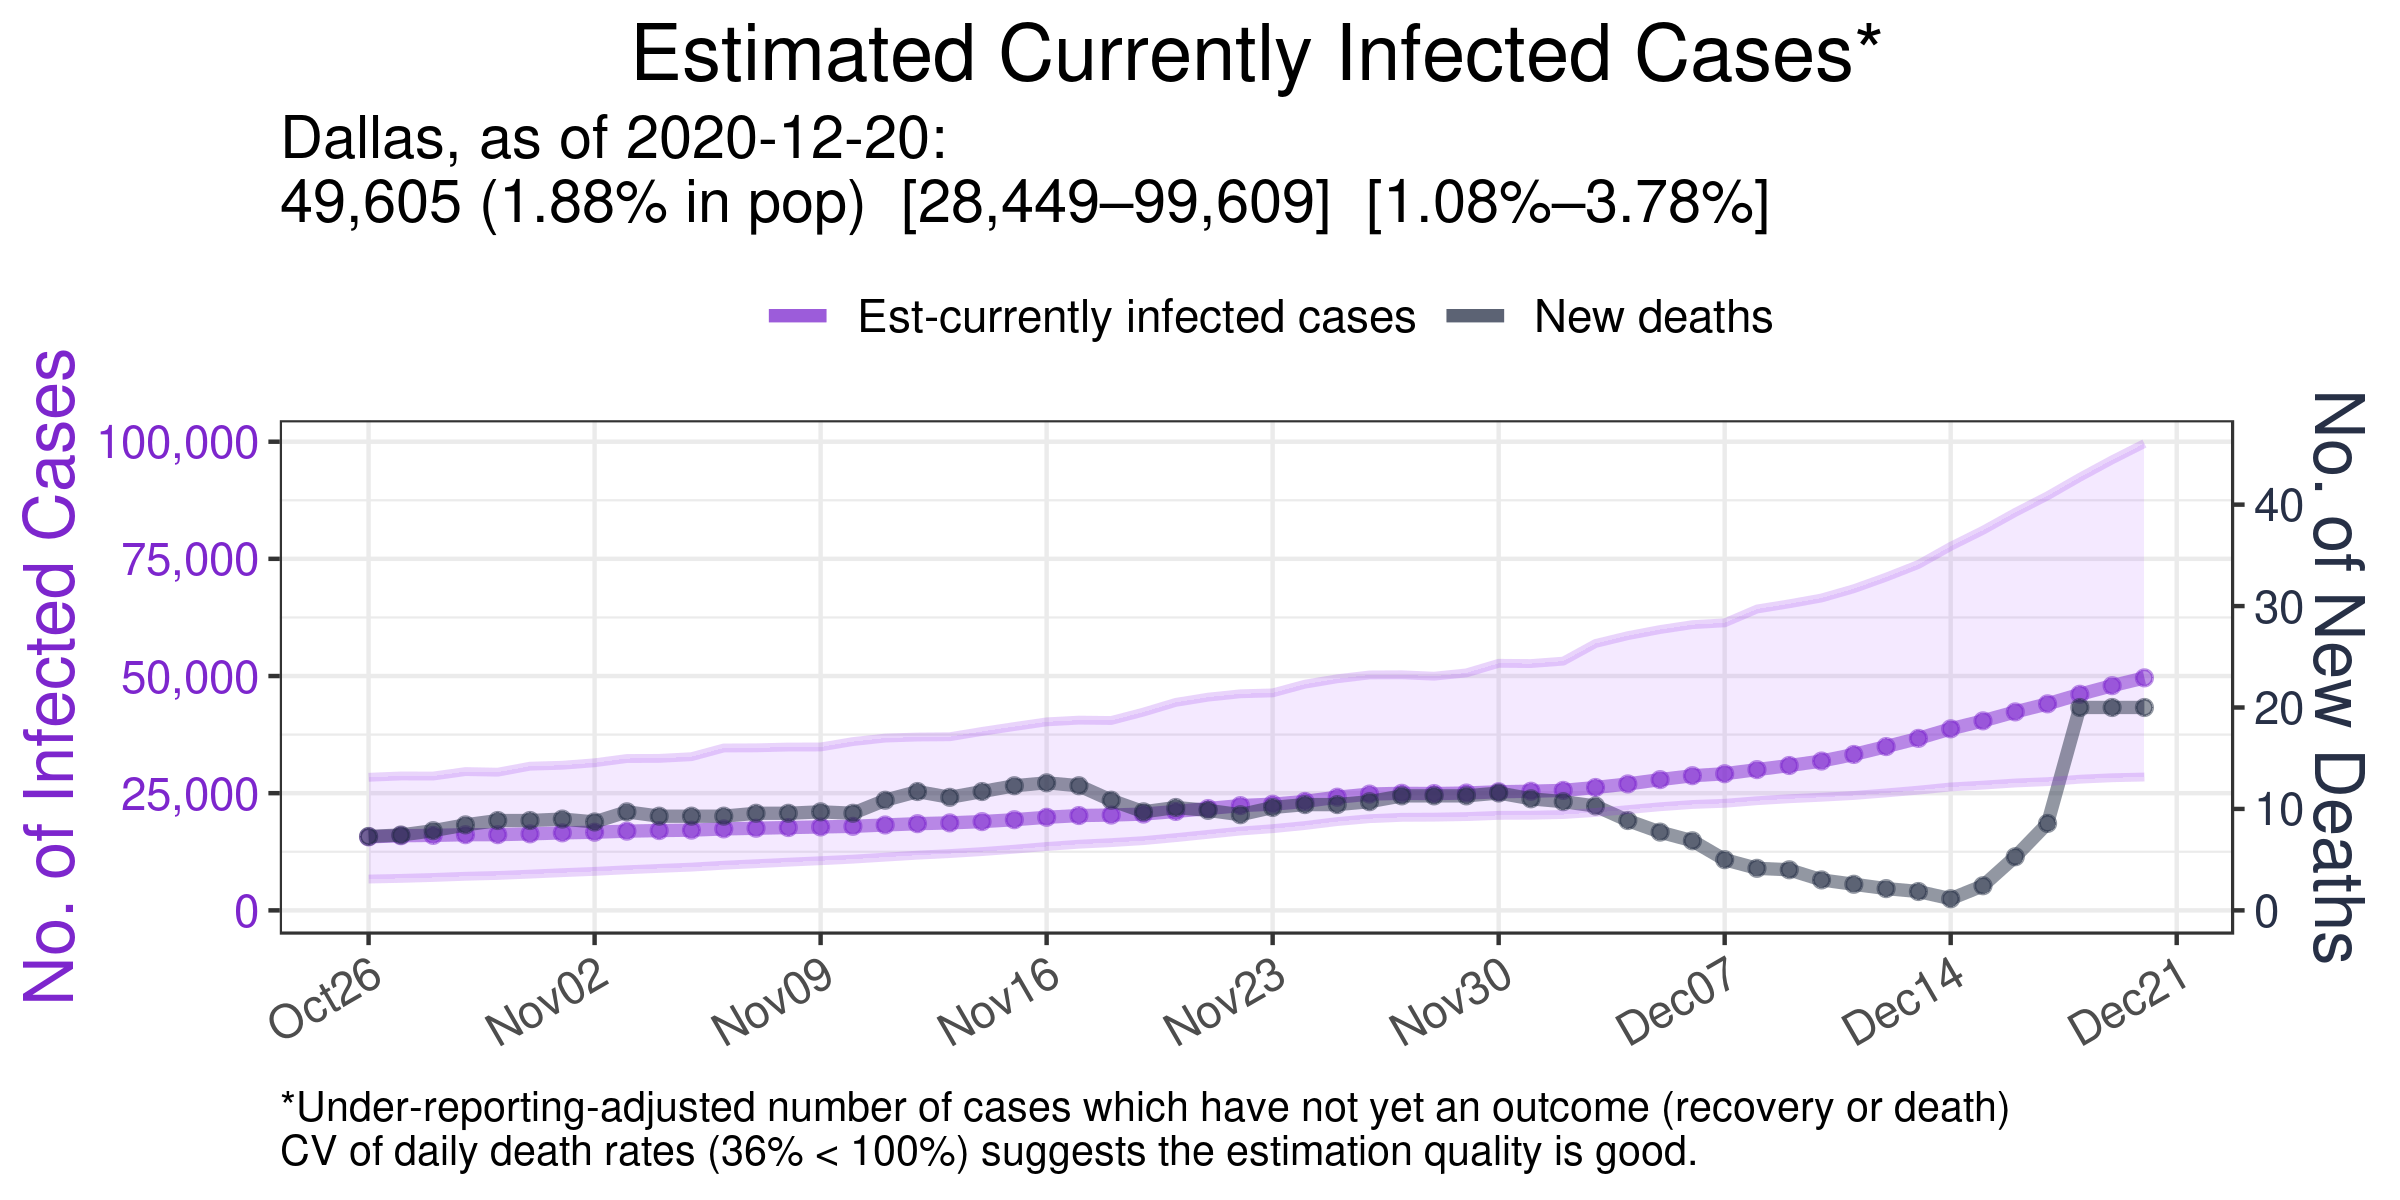 Estimated Currently Infected Cases*
Dallas, as of 2020-12-20:
49,605 (1.88% in pop)  [28,449–99,609]  [1.08%–3.78%]
Est-currently infected cases
New deaths
No. of Infected Cases
100,000
75,000
50,000
25,000
0
40
30
20
10
0
No. of New Deaths
Oct26
Nov02
Nov09
Nov16
Nov23
Nov30
Dec07
Dec14
Dec21
*Under-reporting-adjusted number of cases which have not yet an outcome (recovery or death)
CV of daily death rates (36% < 100%) suggests the estimation quality is good.